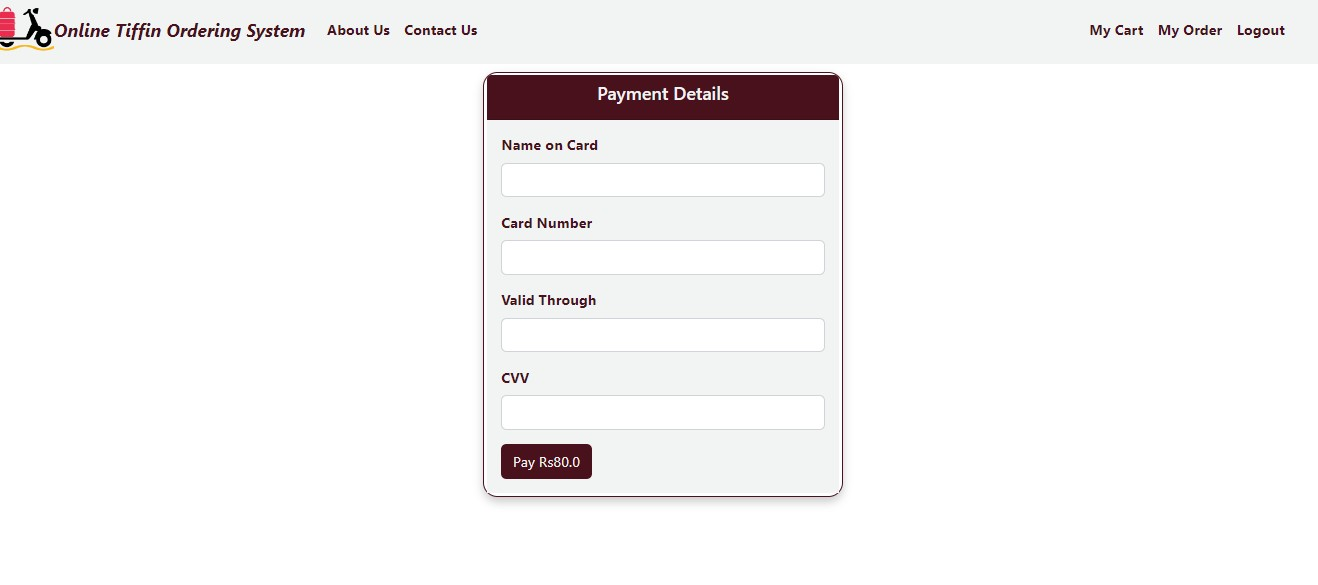 Online Tiffin Ordering System About Us Contact Us My Cart My Order Logout
Payment Details
Name on Card
Card Number
Valid Through
CVV
Pay Rs80.0